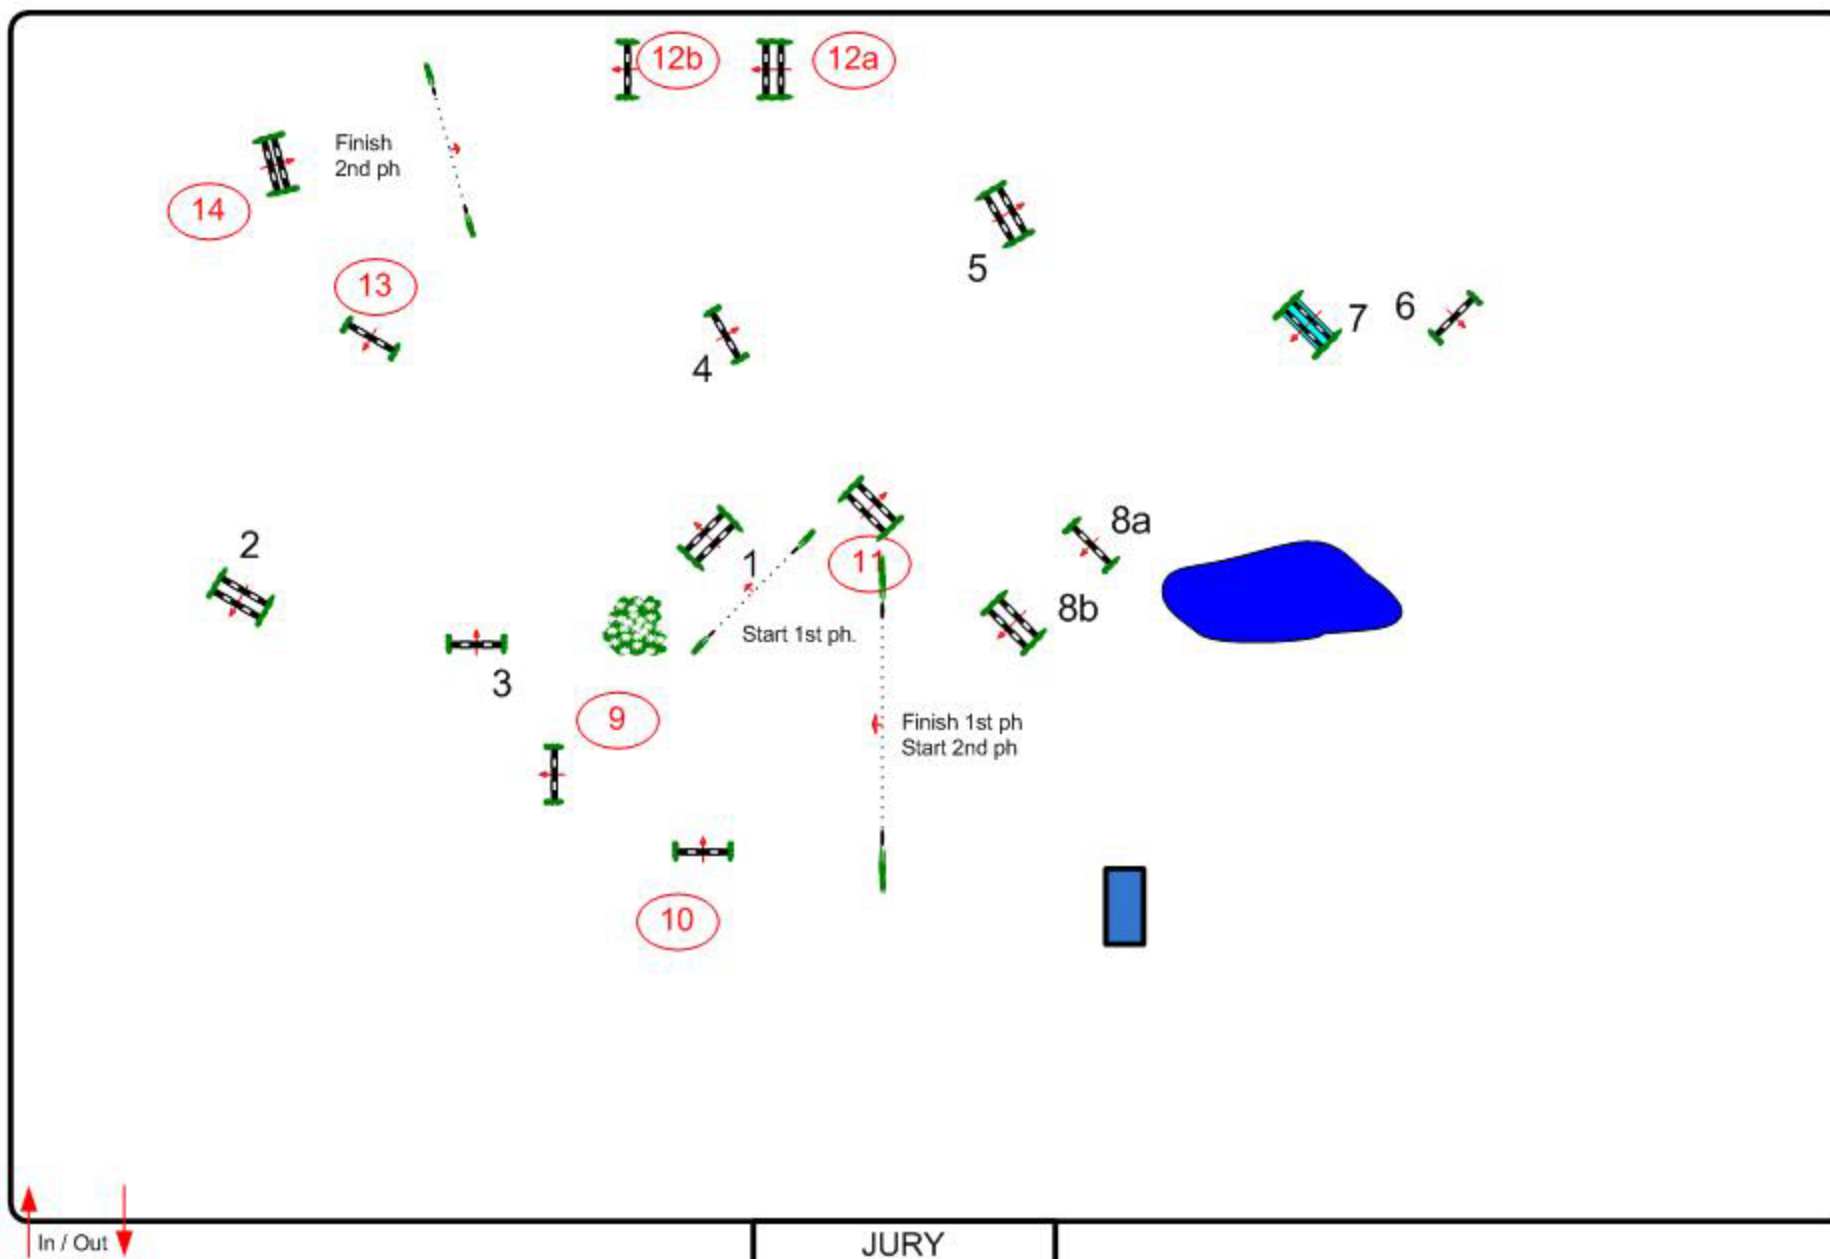 12b
12a
Finish
2nd ph
14
5
13
7
6
4
2
1
11
8a
8b
Start 1st ph.
3
9
Finish 1st ph
Start 2nd ph
10
In / Out
JURY